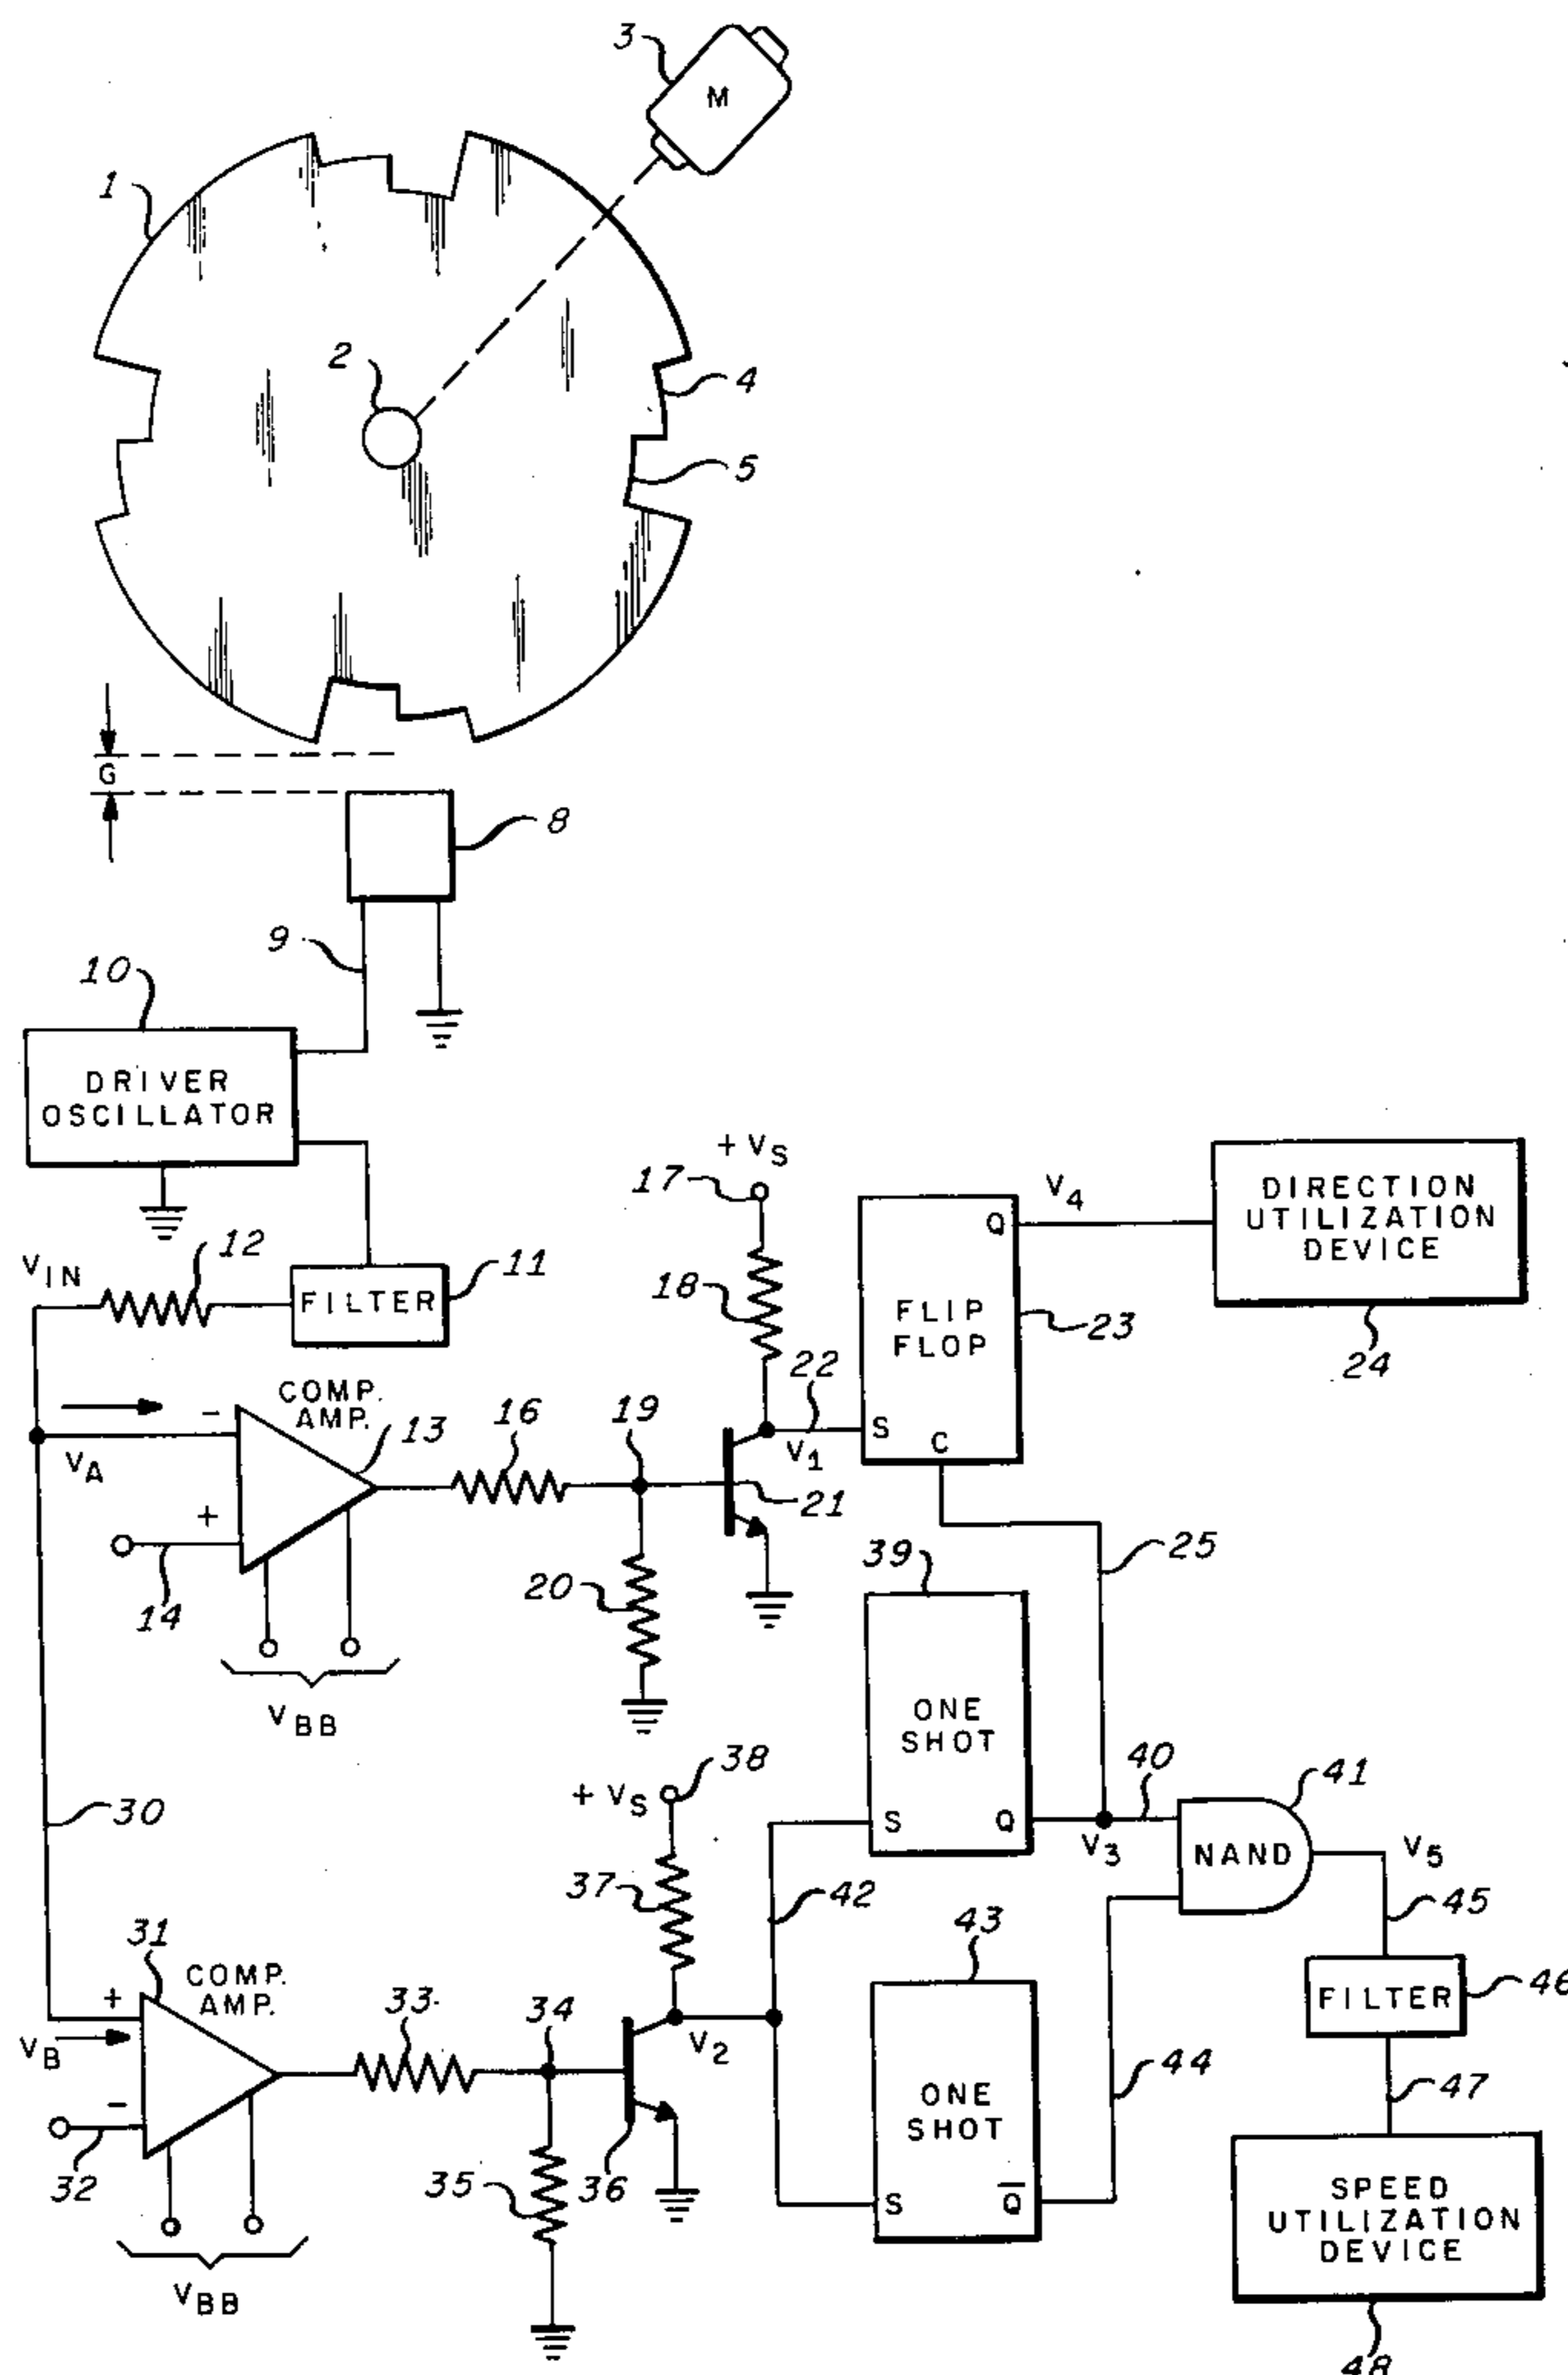 3
M
1
2
4
5
G
8
9
10
DRIVER
OSCILLATOR
+ VS
17
V4
DIRECTION
UTILIZATION
DEVICE
Q
12
VIN
11
FILTER
18
FLIP
FLOP
23
24
COMP.
AMP.
22
-
13
16
19
S
C
VA
V1
+
21
14
20
39
25
VBB
ONE
SHOT
38
40
41
+ VS
30
S
Q
V3
NAND
V5
37
42
45
31
COMP.
AMP.
43
+
33
34
FILTER
46
VB
V2
-
44
47
32
35
36
ONE
SHOT
S
Q̅
SPEED
UTILIZATION
DEVICE
VBB
48